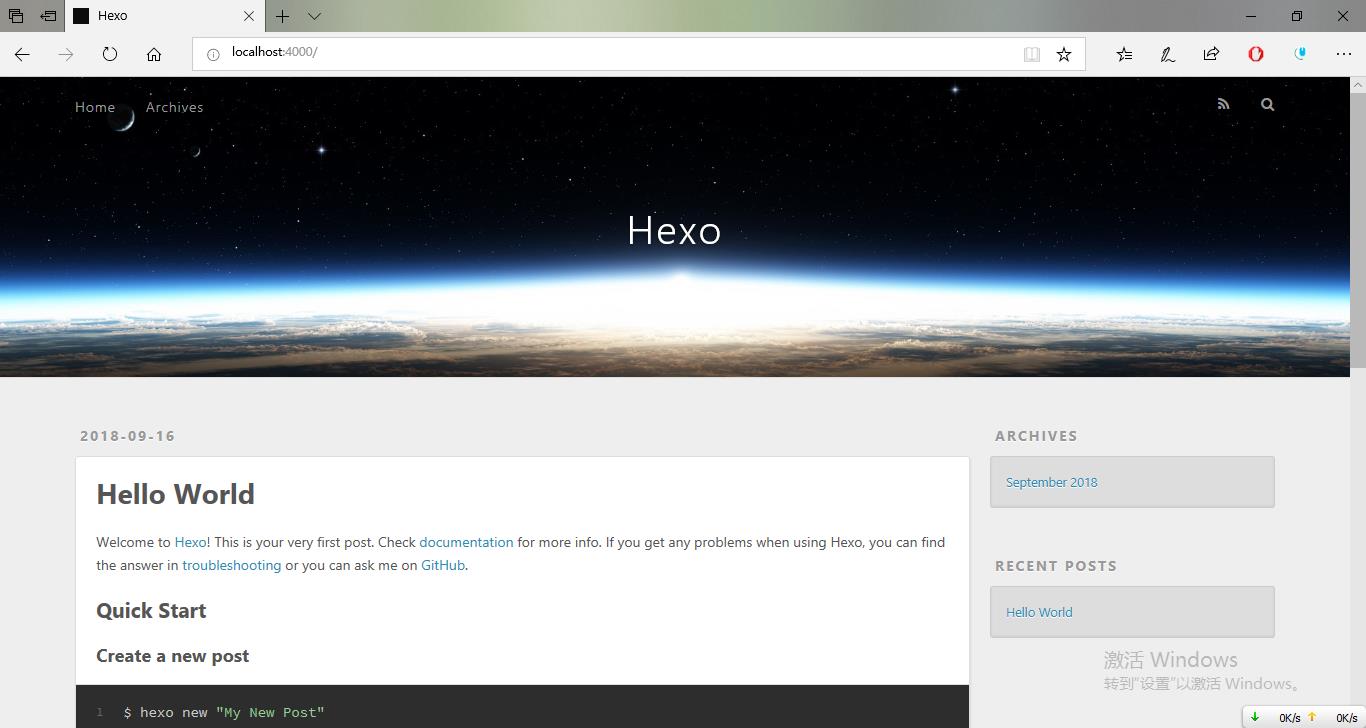 Hexo
localhost:4000/
Home Archives
Hexo
2018-09-16
Hello World
Welcome to Hexo! This is your very first post. Check documentation for more info. If you get any problems when using Hexo, you can find
the answer in troubleshooting or you can ask me on GitHub.
Quick Start
Create a new post
1 $ hexo new "My New Post"
ARCHIVES
September 2018
RECENT POSTS
Hello World
激活 Windows
转到"设置"以激活 Windows。
0K/s 0K/s